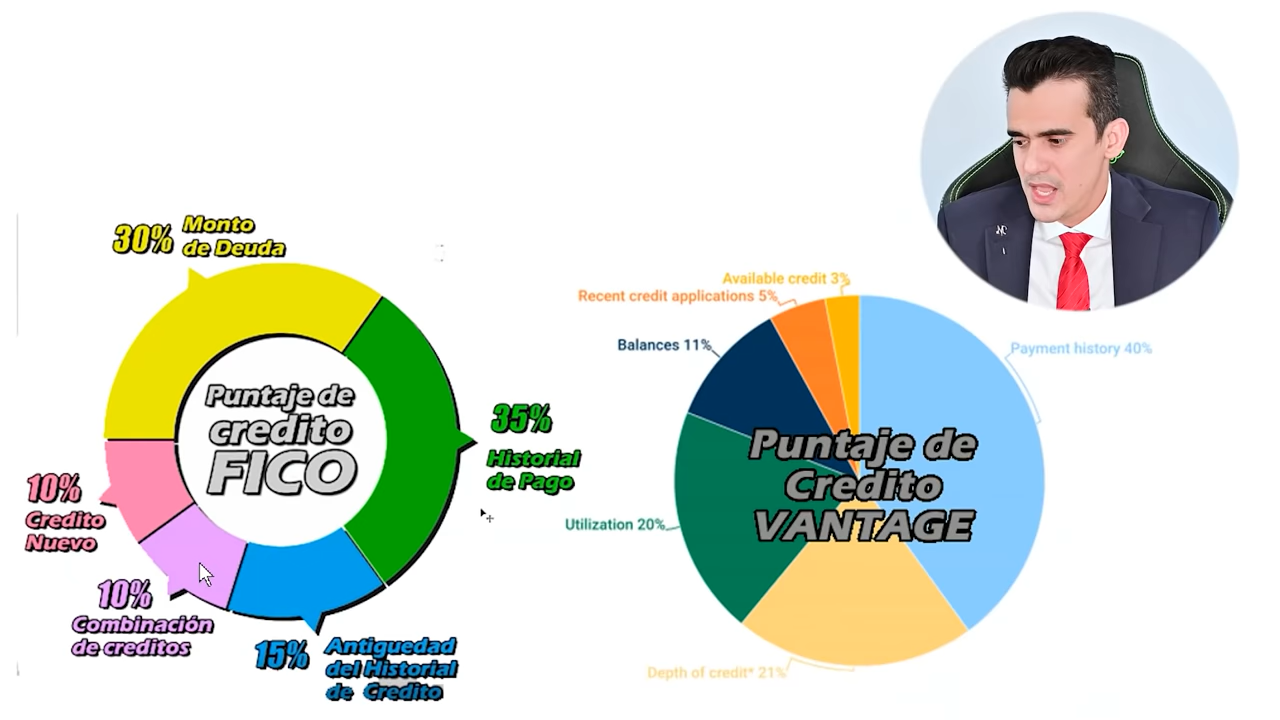 30%
Monto
de Deuda
Puntaje de
credito
FICO
35%
Historial
de Pago
10%
Credito
Nuevo
10%
Combinación
de creditos
15%
Antiguedad
del Historial
de Credito
Available credit 3%
Recent credit applications 5%
Balances 11%
Payment history 40%
Puntaje de
Credito
VANTAGE
Utilization 20%
Depth of credit* 21%